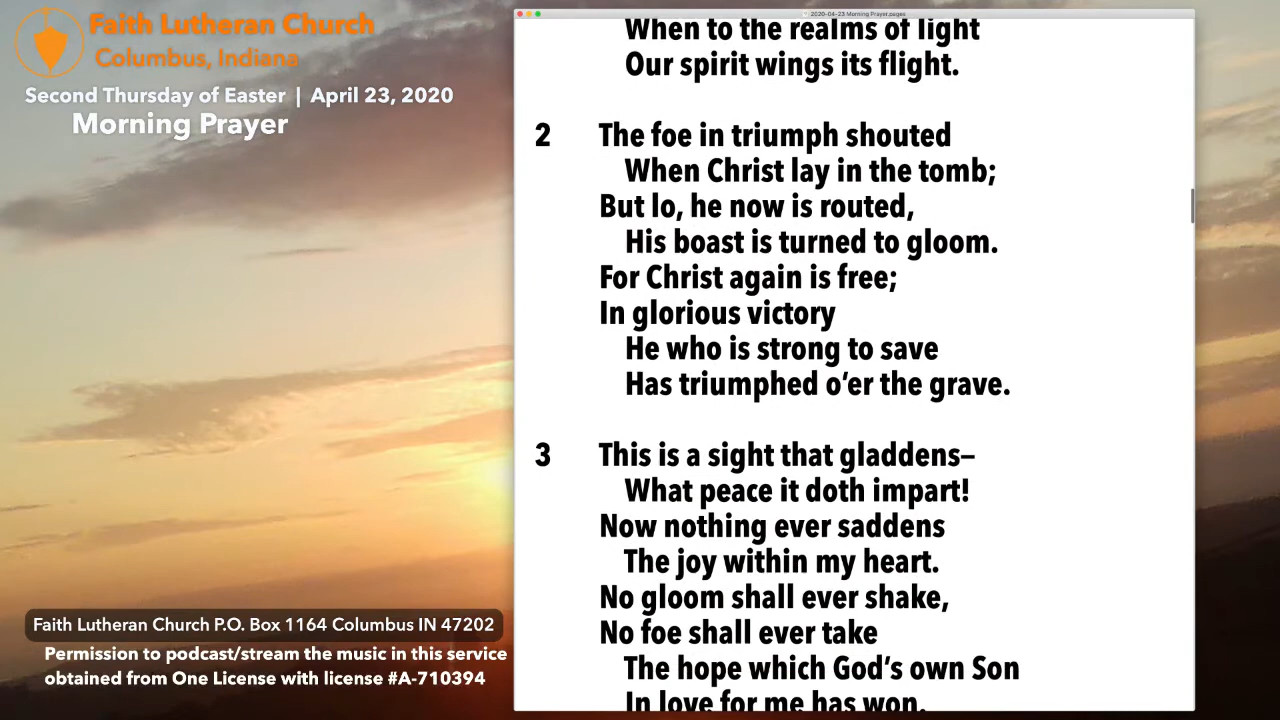 Faith Lutheran Church
Columbus, Indiana
Second Thursday of Easter | April 23, 2020
Morning Prayer
2020-04-23 Morning Prayer.pages
When to the realms of light
Our spirit wings its flight.
2 The foe in triumph shouted
When Christ lay in the tomb;
But lo, he now is routed,
His boast is turned to gloom.
For Christ again is free;
In glorious victory
He who is strong to save
Has triumphed o’er the grave.
3 This is a sight that gladdens—
What peace it doth impart!
Now nothing ever saddens
The joy within my heart.
No gloom shall ever shake,
No foe shall ever take
The hope which God’s own Son
In love for me has won.
Faith Lutheran Church P.O. Box 1164 Columbus IN 47202
Permission to podcast/stream the music in this service
obtained from One License with license #A-710394